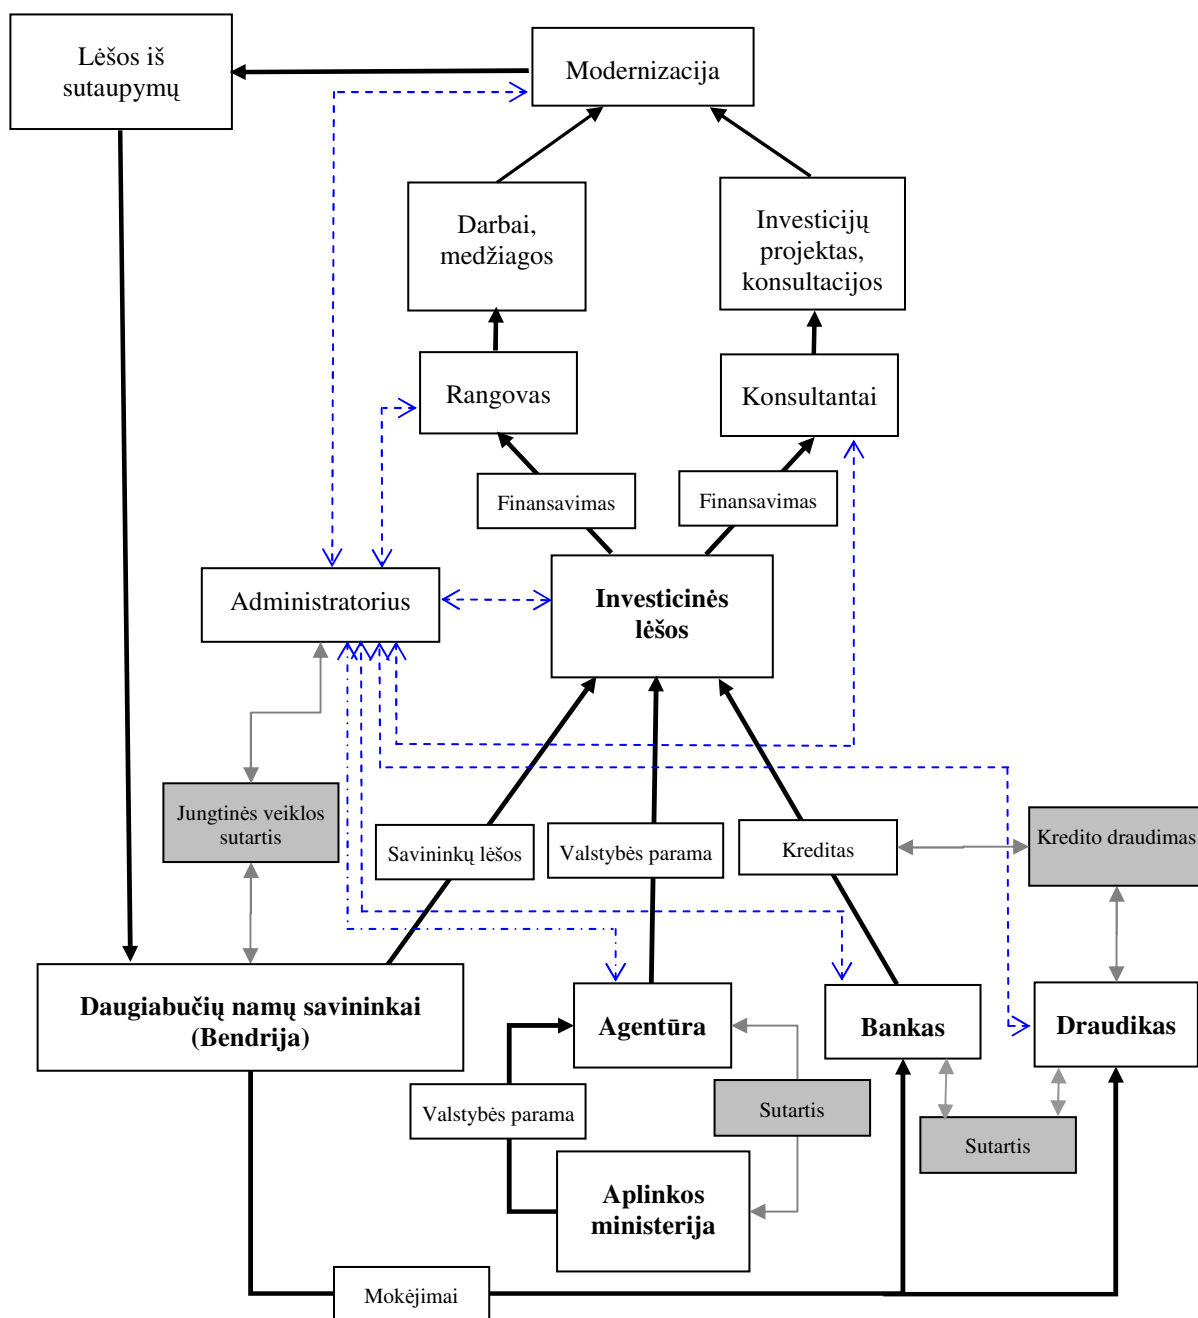 Lėšos iš
sutaupymų
Modernizacija
Darbai,
medžiagos
Investicijų
projektas,
konsultacijos
Rangovas
Konsultantai
Finansavimas
Finansavimas
Administratorius
Investicinės
lėšos
Jungtinės veiklos
sutartis
Savininkų lėšos
Valstybės parama
Kreditas
Kredito draudimas
Daugiabučių namų savininkai
(Bendrija)
Agentūra
Bankas
Draudikas
Valstybės parama
Sutartis
Sutartis
Aplinkos
ministerija
Mokėjimai